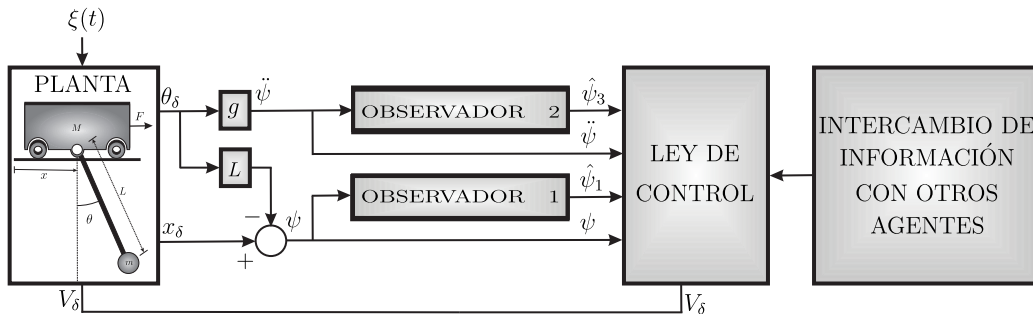 ξ(t)
PLANTA
M
F
x
L
θ
m
θ_δ
g
ψ̈
L
x_δ
−
+
ψ
OBSERVADOR 2
ψ̂_3
ψ̈
OBSERVADOR 1
ψ̂_1
ψ
LEY DE
CONTROL
INTERCAMBIO DE
INFORMACIÓN
CON OTROS
AGENTES
V_δ
V_δ